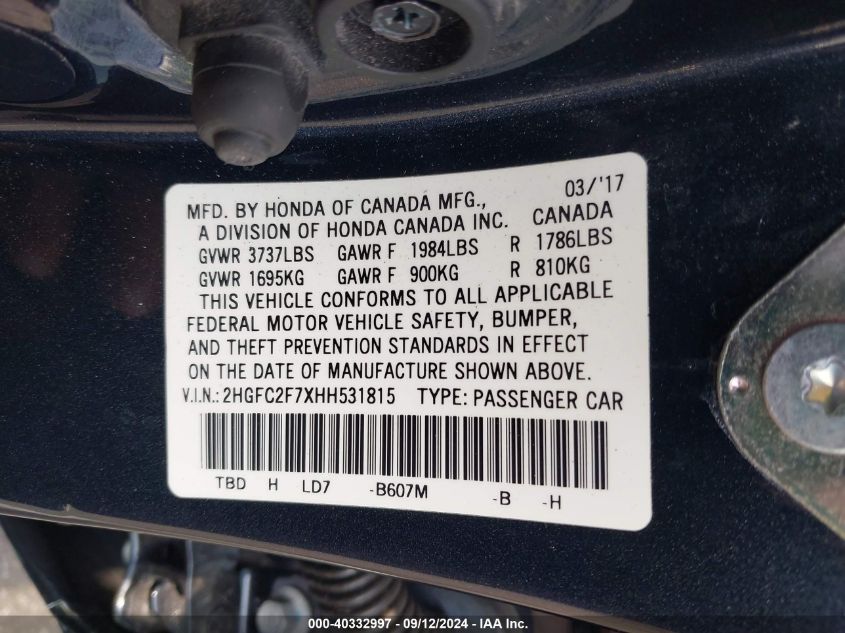 03/'17
MFD. BY HONDA OF CANADA MFG.,
A DIVISION OF HONDA CANADA INC. CANADA
GVWR 3737LBS GAWR F 1984LBS R 1786LBS
GVWR 1695KG GAWR F 900KG R 810KG
THIS VEHICLE CONFORMS TO ALL APPLICABLE
FEDERAL MOTOR VEHICLE SAFETY, BUMPER,
AND THEFT PREVENTION STANDARDS IN EFFECT
ON THE DATE OF MANUFACTURE SHOWN ABOVE.
V.I.N.: 2HGFC2F7XHH531815 TYPE: PASSENGER CAR
TBD H LD7 -B607M -B -H
000-40332997 - 09/12/2024 - IAA Inc.